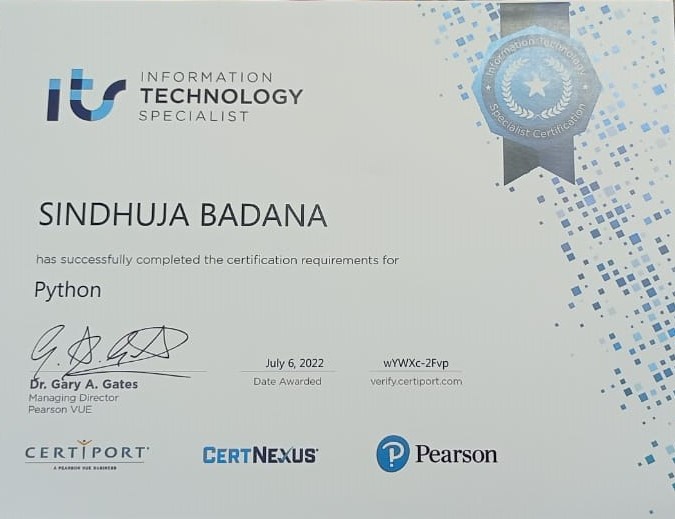 its
INFORMATION
TECHNOLOGY
SPECIALIST
Information Technology
Specialist Certification
SINDHUJA BADANA
has successfully completed the certification requirements for
Python
G. A. Gates
Dr. Gary A. Gates
Managing Director
Pearson VUE
July 6, 2022
Date Awarded
wYWXc-2Fvp
verify.certiport.com
CERTIPORT
A PEARSON VUE BUSINESS
CERTNEXUS
P Pearson